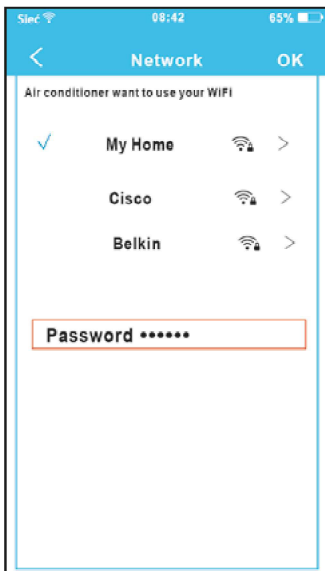 Sieć 08:42 65%
< Network OK
Air conditioner want to use your WiFi
My Home >
Cisco >
Belkin >
Password ••••••